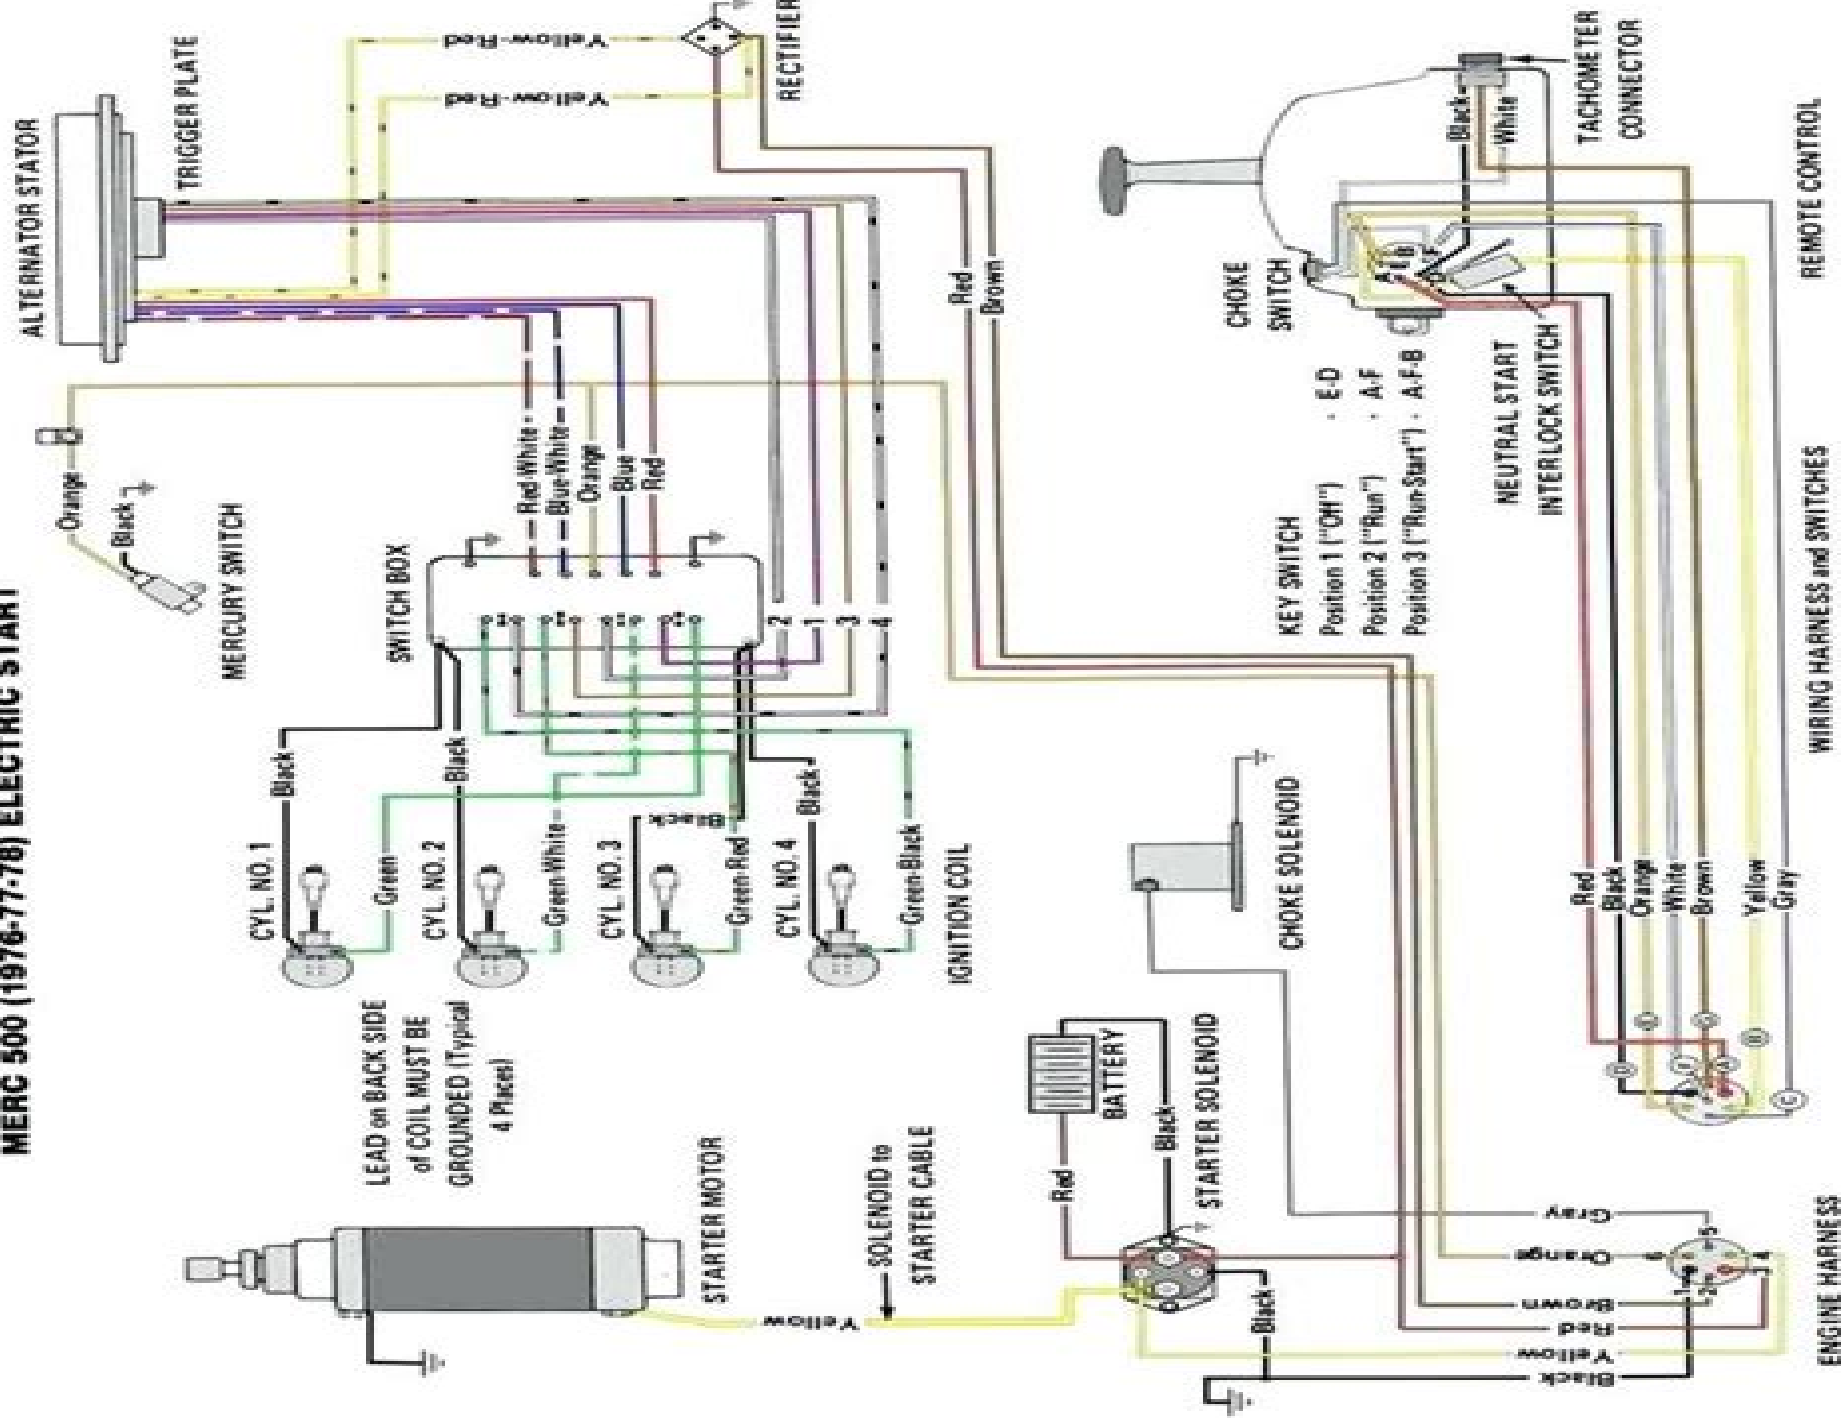 MERC 500 (1976-77-78) ELECTRIC START
ALTERNATOR STATOR
TRIGGER PLATE
Yellow-Red
Yellow-Red
RECTIFIER
Orange
Black
MERCURY SWITCH
SWITCH BOX
Red-White
Blue-White
Orange
Blue
Red
2
1
3
4
Red
Brown
Black
Black
Black
Black
CYL. NO. 1
Green
CYL. NO. 2
Green-White
CYL. NO. 3
Green-Red
CYL. NO. 4
Green-Black
IGNITION COIL
LEAD on BACK SIDE
of COIL MUST BE
GROUNDED (Typical
4 Places)
STARTER MOTOR
Yellow
SOLENOID to
STARTER CABLE
BATTERY
Red
Black
STARTER SOLENOID
Black
CHOKE SOLENOID
Gray
Orange
Brown
Red
Yellow
Black
1
2
3
4
5
6
ENGINE HARNESS
Black
White
TACHOMETER
CONNECTOR
REMOTE CONTROL
CHOKE
SWITCH
A
E
B
F
NEUTRAL START
INTERLOCK SWITCH
KEY SWITCH
Position 1 ("Off") - E-D
Position 2 ("Run") - A-F
Position 3 ("Run-Start") - A-F-B
WIRING HARNESS and SWITCHES
Red
Black
Orange
White
Brown
Yellow
Gray
D
F
A
B
C